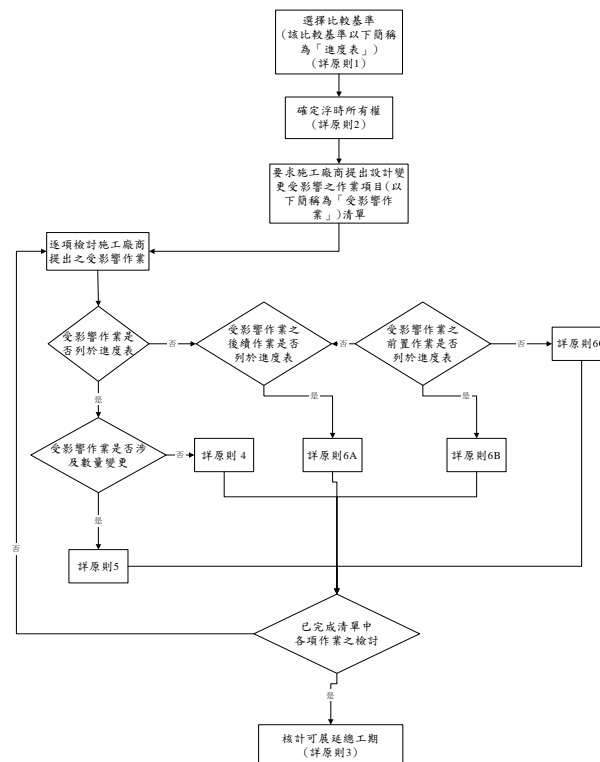 選擇比較基準
(該比較基準以下簡稱
為「進度表」)
(詳原則1)
確定浮時所有權
(詳原則2)
要求施工廠商提出設計變
更受影響之作業項目(以
下簡稱為「受影響作
業」)清單
逐項檢討施工廠商
提出之受影響作業
受影響作業是
否列於進度表
否
受影響作業之
後續作業是否
列於進度表
否
受影響作業之
前置作業是否
列於進度表
否
詳原則6C
是
是
是
受影響作業是否涉
及數量變更
否
詳原則 4
詳原則6A
詳原則6B
是
否
詳原則5
已完成清單中
各項作業之檢討
是
核計可展延總工期
(詳原則3)